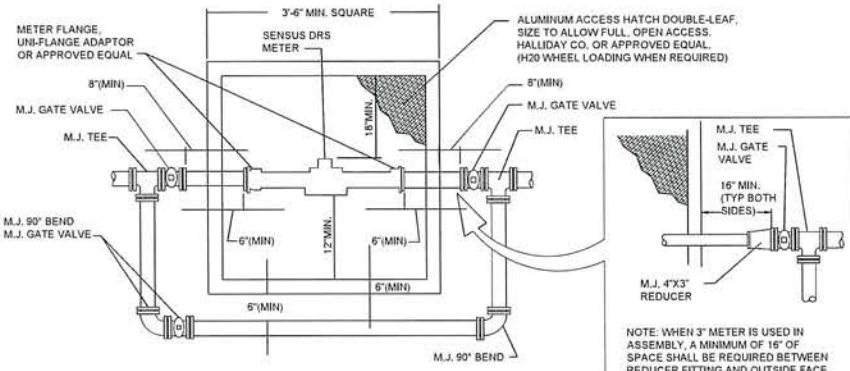 3'-6" MIN. SQUARE
METER FLANGE,
UNI-FLANGE ADAPTOR
OR APPROVED EQUAL
SENSUS DRS
METER
ALUMINUM ACCESS HATCH DOUBLE-LEAF,
SIZE TO ALLOW FULL, OPEN ACCESS.
HALLIDAY CO. OR APPROVED EQUAL.
(H20 WHEEL LOADING WHEN REQUIRED)
8"(MIN)
8"(MIN)
M.J. GATE VALVE
M.J. GATE VALVE
M.J. TEE
M.J. TEE
18"MIN.
M.J. 90° BEND
M.J. GATE VALVE
6"(MIN)
12"MIN.
6"(MIN)
6"(MIN)
6"(MIN)
M.J. 90° BEND
M.J. TEE
M.J. GATE
VALVE
16" MIN.
(TYP BOTH
SIDES)
M.J. 4"X3"
REDUCER
NOTE: WHEN 3" METER IS USED IN
ASSEMBLY, A MINIMUM OF 16" OF
SPACE SHALL BE REQUIRED BETWEEN
REDUCER FITTING AND OUTSIDE FACE